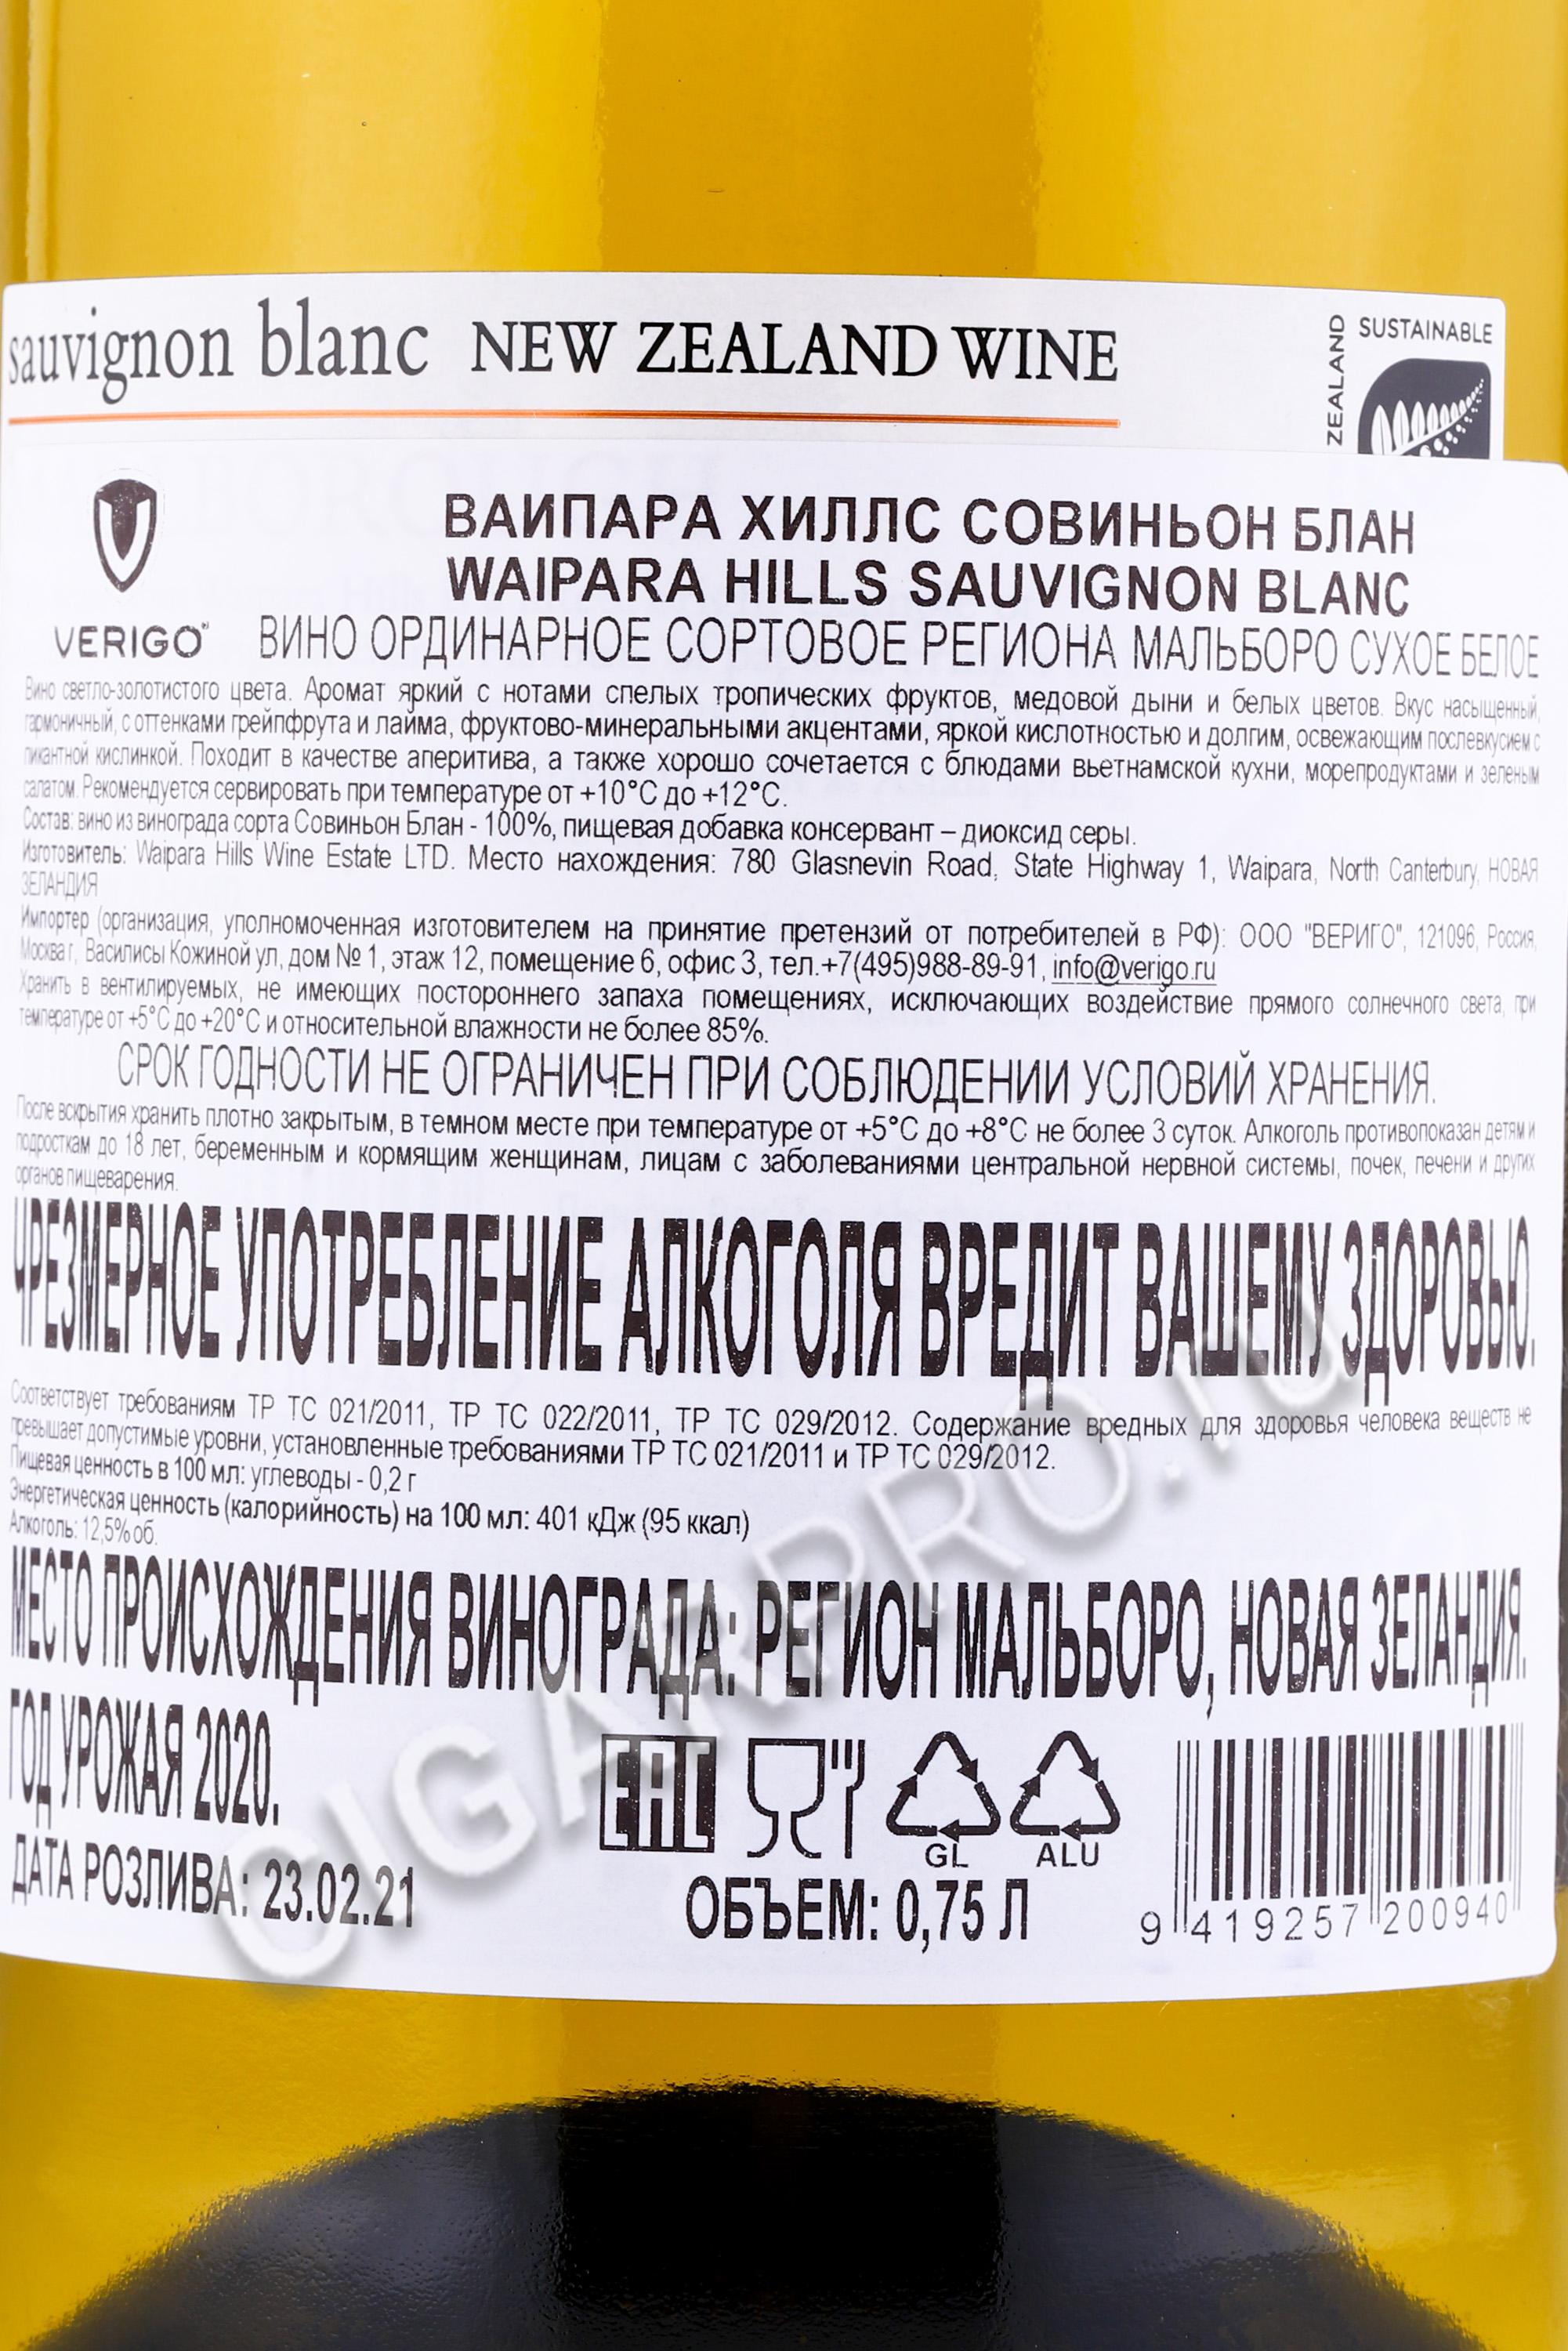 sauvignon blanc NEW ZEALAND WINE
SUSTAINABLE
ZEALAND
VERIGO
ВАИПАРА ХИЛЛС СОВИНЬОН БЛАН
WAIPARA HILLS SAUVIGNON BLANC
ВИНО ОРДИНАРНОЕ СОРТОВОЕ РЕГИОНА МАЛЬБОРО СУХОЕ БЕЛОЕ
Вино светло-золотистого цвета. Аромат яркий с нотами спелых тропических фруктов, медовой дыни и белых цветов. Вкус насыщенный,
гармоничный, с оттенками грейпфрута и лайма, фруктово-минеральными акцентами, яркой кислотностью и долгим, освежающим послевкусием с
пикантной кислинкой. Походит в качестве аперитива, а также хорошо сочетается с блюдами вьетнамской кухни, морепродуктами и зеленым
салатом. Рекомендуется сервировать при температуре от +10°С до +12°С.
Состав: вино из винограда сорта Совиньон Блан - 100%, пищевая добавка консервант – диоксид серы.
Изготовитель: Waipara Hills Wine Estate LTD. Место нахождения: 780 Glasnevin Road, State Highway 1, Waipara, North Canterbury, НОВАЯ
ЗЕЛАНДИЯ
Импортер (организация, уполномоченная изготовителем на принятие претензий от потребителей в РФ): ООО "ВЕРИГО", 121096, Россия,
Москва г, Василисы Кожиной ул, дом № 1, этаж 12, помещение 6, офис 3, тел.+7(495)988-89-91, info@verigo.ru
Хранить в вентилируемых, не имеющих постороннего запаха помещениях, исключающих воздействие прямого солнечного света, при
температуре от +5°С до +20°С и относительной влажности не более 85%.
СРОК ГОДНОСТИ НЕ ОГРАНИЧЕН ПРИ СОБЛЮДЕНИИ УСЛОВИЙ ХРАНЕНИЯ.
После вскрытия хранить плотно закрытым, в темном месте при температуре от +5°С до +8°С не более 3 суток. Алкоголь противопоказан детям и
подросткам до 18 лет, беременным и кормящим женщинам, лицам с заболеваниями центральной нервной системы, почек, печени и других
органов пищеварения.
ЧРЕЗМЕРНОЕ УПОТРЕБЛЕНИЕ АЛКОГОЛЯ ВРЕДИТ ВАШЕМУ ЗДОРОВЬЮ.
Соответствует требованиям ТР ТС 021/2011, ТР ТС 022/2011, ТР ТС 029/2012. Содержание вредных для здоровья человека веществ не
превышает допустимые уровни, установленные требованиями ТР ТС 021/2011 и ТР ТС 029/2012.
Пищевая ценность в 100 мл: углеводы - 0,2 г
Энергетическая ценность (калорийность) на 100 мл: 401 кДж (95 ккал)
Алкоголь: 12,5% об.
МЕСТО ПРОИСХОЖДЕНИЯ ВИНОГРАДА: РЕГИОН МАЛЬБОРО, НОВАЯ ЗЕЛАНДИЯ.
ГОД УРОЖАЯ 2020.
ДАТА РОЗЛИВА: 23.02.21
EAC
GL
ALU
ОБЪЕМ: 0,75 Л
9 419257 200940
CIGARPRO.ru